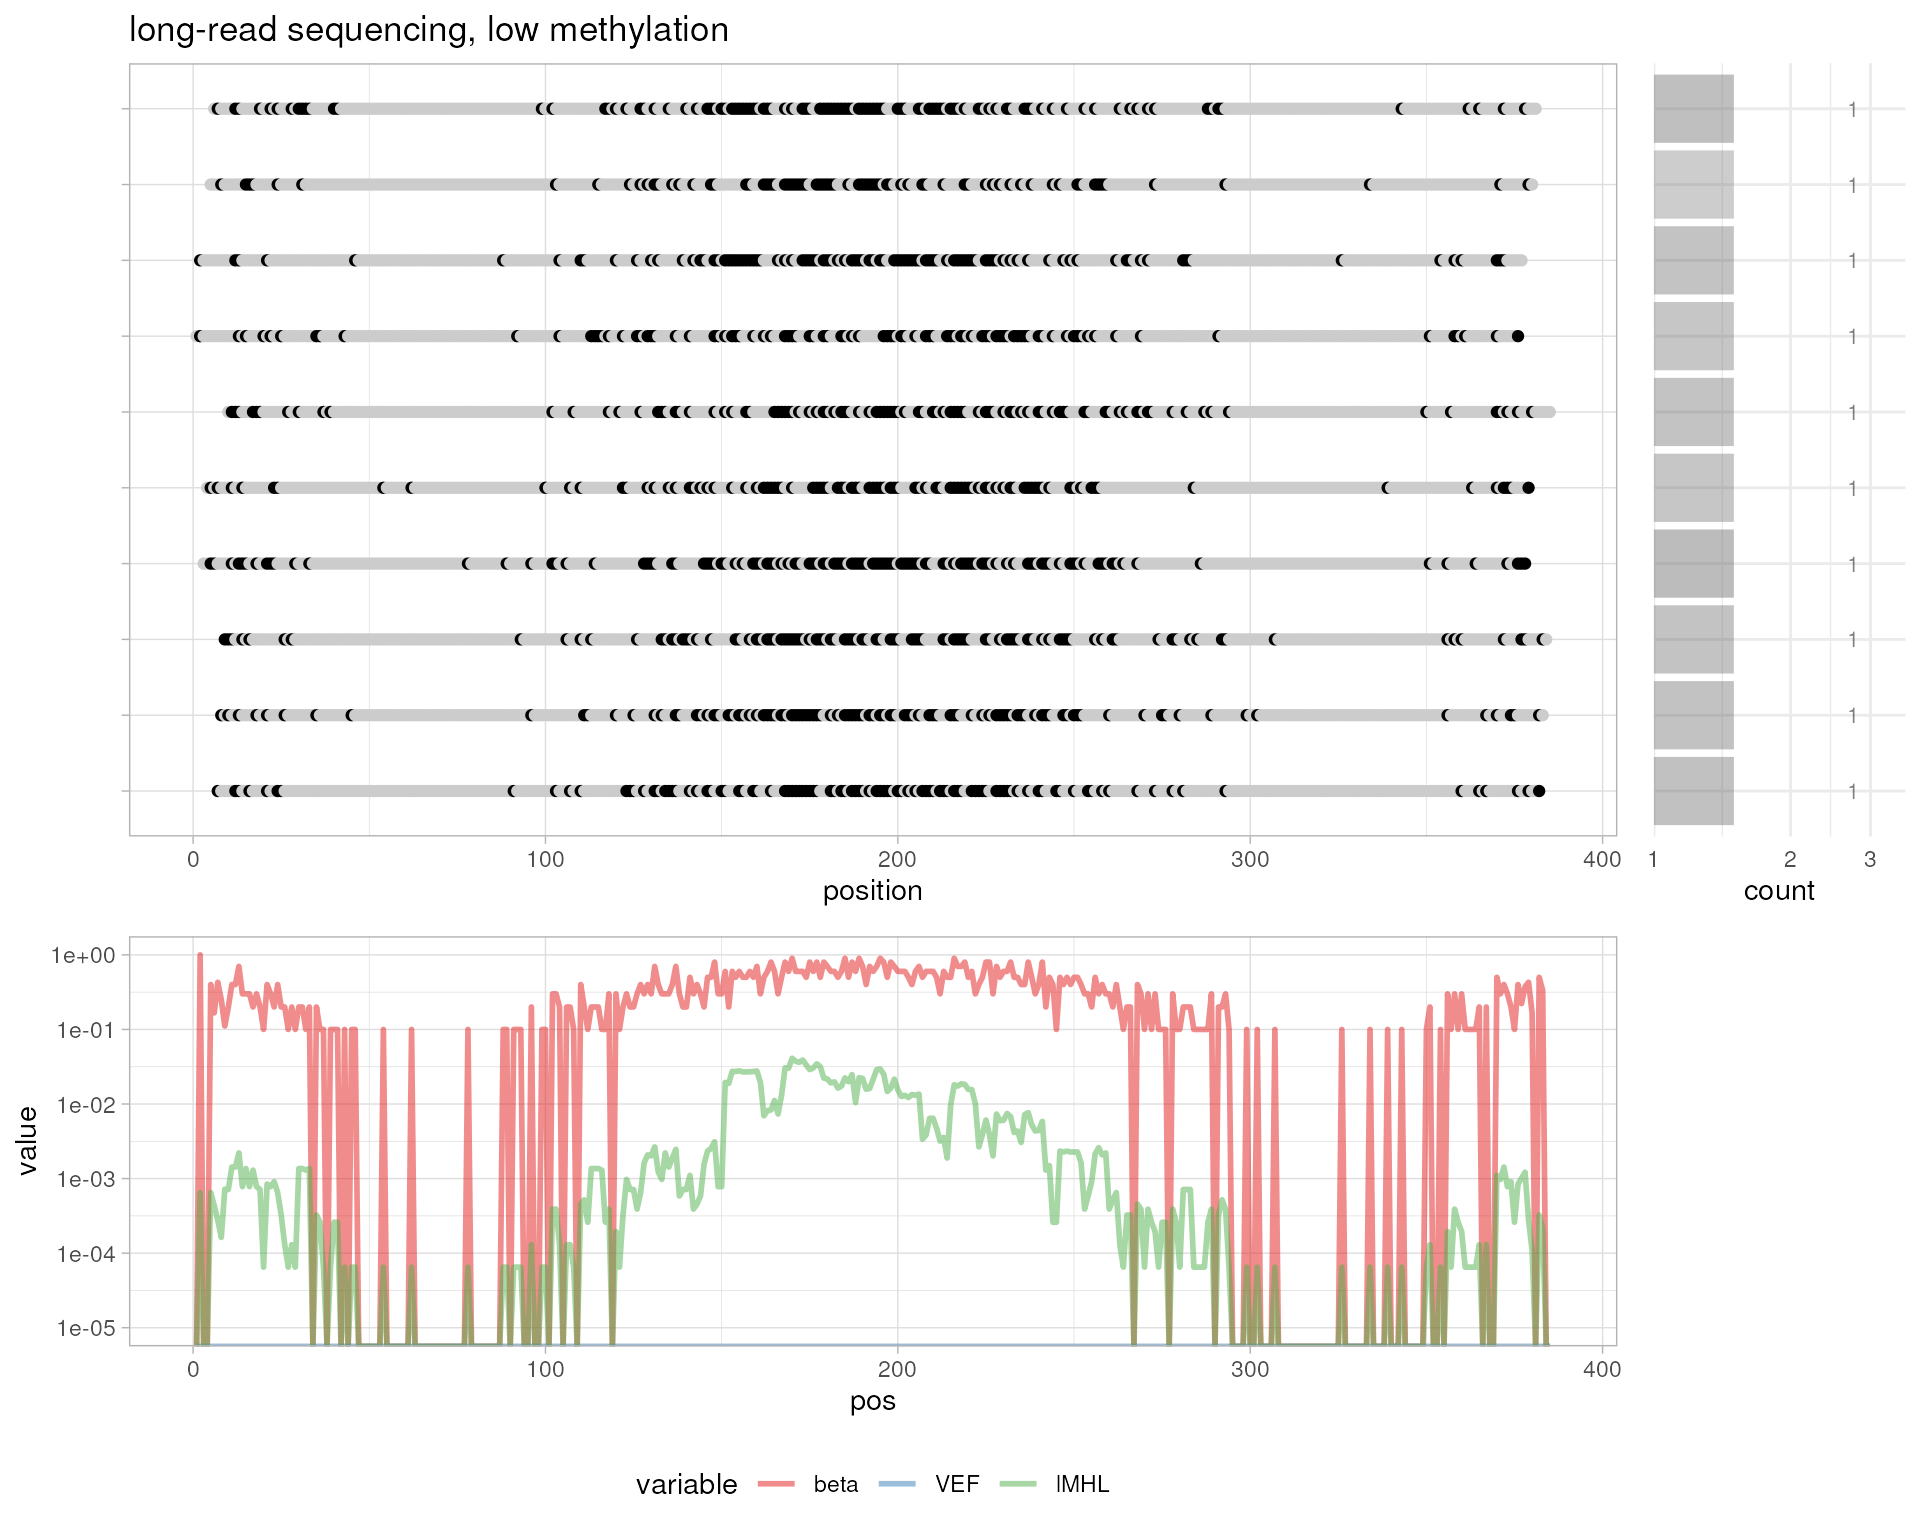 long-read sequencing, low methylation
1
1
1
1
1
1
1
1
1
1
0 100 200 300 400 1 2 3
position count
1e+00
1e-01
1e-02
1e-03
1e-04
1e-05
value
0 100 200 300 400
pos
variable beta VEF lMHL